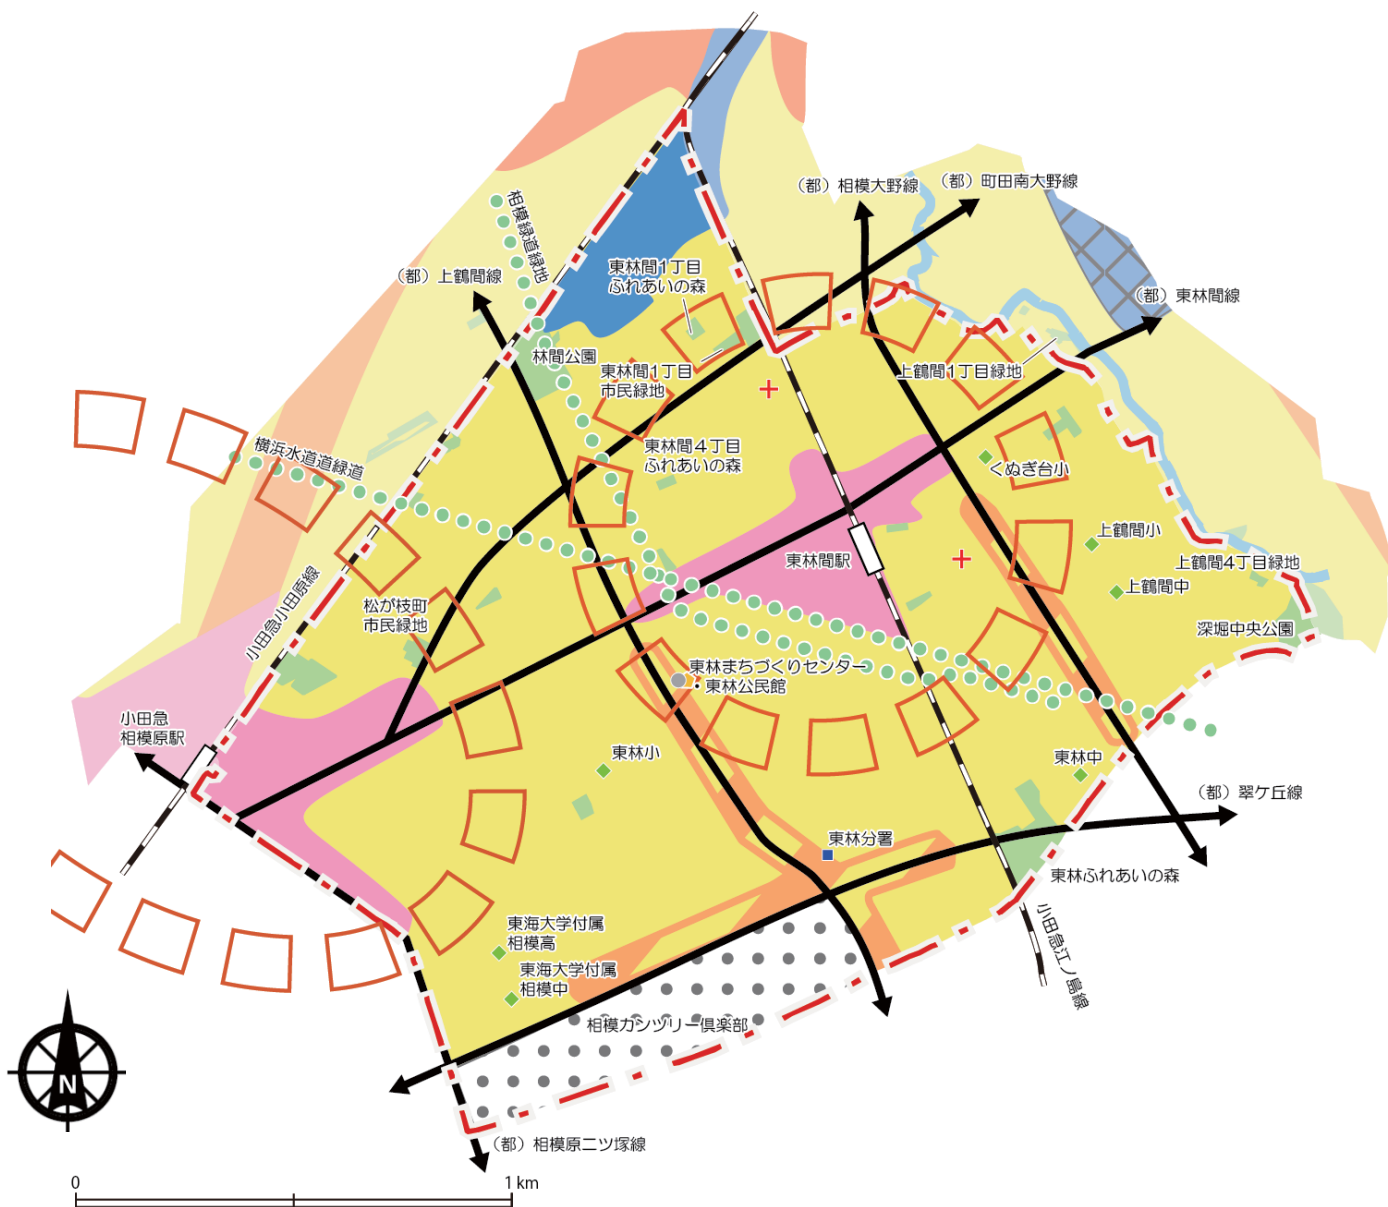 （都）相模大野線
（都）町田南大野線
相模緑道緑地
（都）上鶴間線
東林間1丁目
ふれあいの森
（都）東林間線
林間公園
東林間1丁目
市民緑地
上鶴間1丁目緑地
横浜水道道緑道
東林間4丁目
ふれあいの森
くぬぎ台小
上鶴間小
東林間駅
上鶴間4丁目緑地
上鶴間中
小田急小田原線
松が枝町
市民緑地
深堀中央公園
東林まちづくりセンター
・東林公民館
小田急
相模原駅
東林小
東林中
（都）翠ケ丘線
東林分署
東林ふれあいの森
東海大学付属
相模高
小田急江ノ島線
東海大学付属
相模中
相模カンツリー倶楽部
N
（都）相模原二ツ塚線
0
1 km